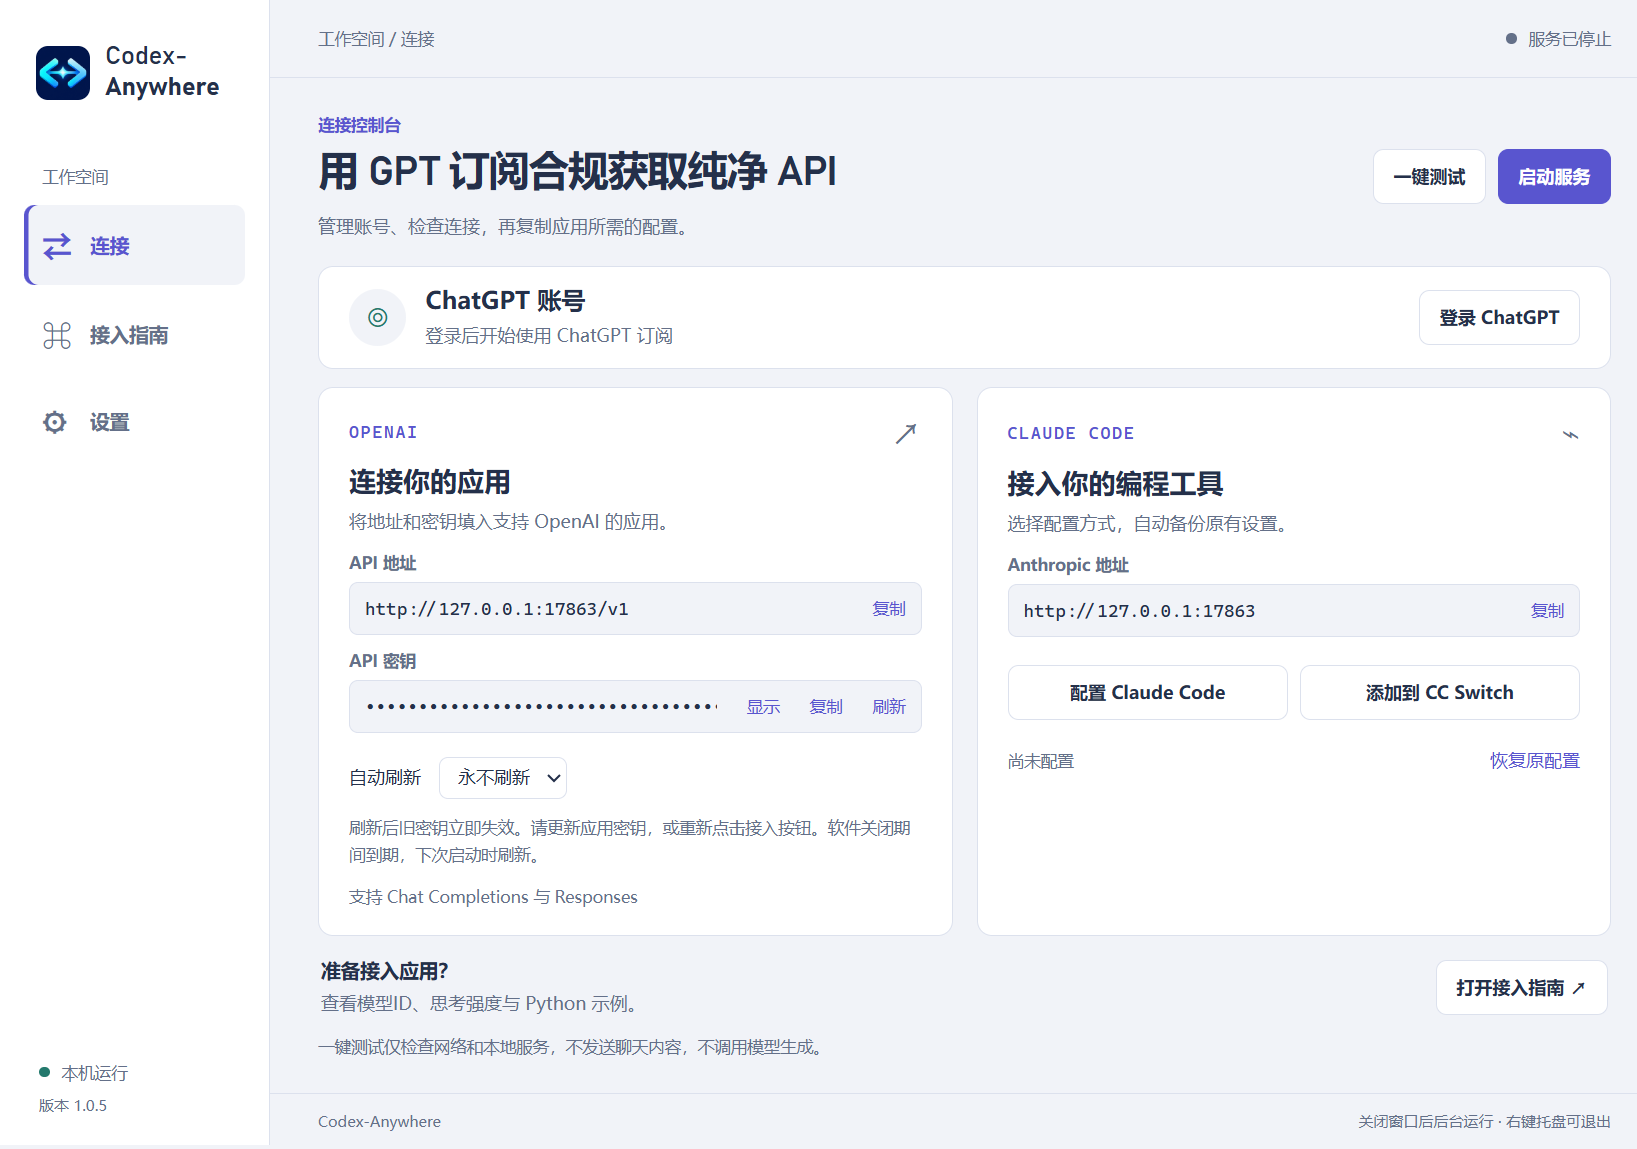 Codex-
Anywhere
工作空间
连接
接入指南
设置
本机运行
版本 1.0.5
工作空间 / 连接
服务已停止
连接控制台
用 GPT 订阅合规获取纯净 API
管理账号、检查连接，再复制应用所需的配置。
一键测试
启动服务
ChatGPT 账号
登录后开始使用 ChatGPT 订阅
登录 ChatGPT
OPENAI
连接你的应用
将地址和密钥填入支持 OpenAI 的应用。
API 地址
http://127.0.0.1:17863/v1
复制
API 密钥
显示
复制
刷新
自动刷新
永不刷新
刷新后旧密钥立即失效。请更新应用密钥，或重新点击接入按钮。软件关闭期
间到期，下次启动时刷新。
支持 Chat Completions 与 Responses
CLAUDE CODE
接入你的编程工具
选择配置方式，自动备份原有设置。
Anthropic 地址
http://127.0.0.1:17863
复制
配置 Claude Code
添加到 CC Switch
尚未配置
恢复原配置
准备接入应用？
查看模型ID、思考强度与 Python 示例。
打开接入指南 ↗
一键测试仅检查网络和本地服务，不发送聊天内容，不调用模型生成。
Codex-Anywhere
关闭窗口后后台运行 · 右键托盘可退出